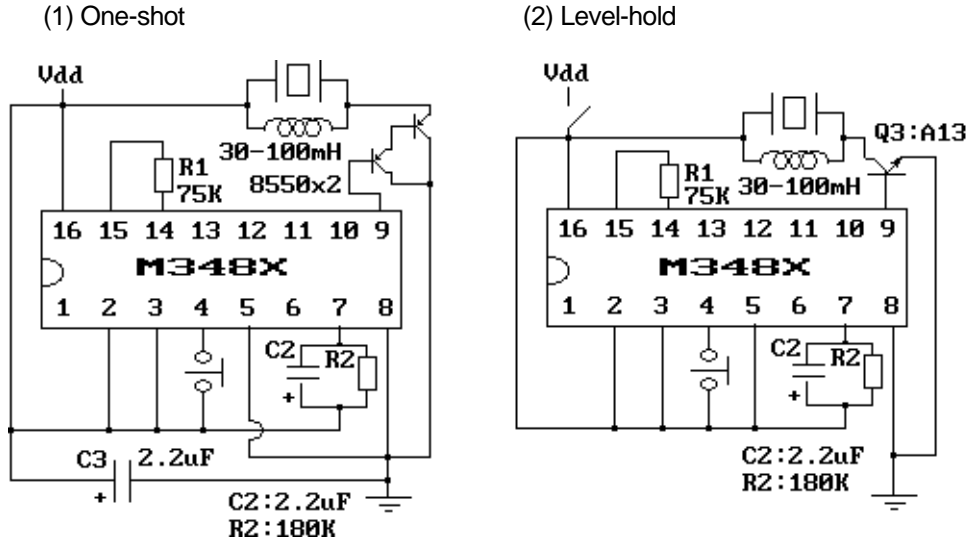 (1) One-shot
Vdd
30-100mH
R1
75K
8550x2
16 15 14 13 12 11 10 9
M348X
1 2 3 4 5 6 7 8
C2
R2
+
C3 2.2uF
+
C2:2.2uF
R2:180K
(2) Level-hold
Vdd
Q3:A13
R1
75K
30-100mH
16 15 14 13 12 11 10 9
M348X
1 2 3 4 5 6 7 8
C2
R2
+
C2:2.2uF
R2:180K